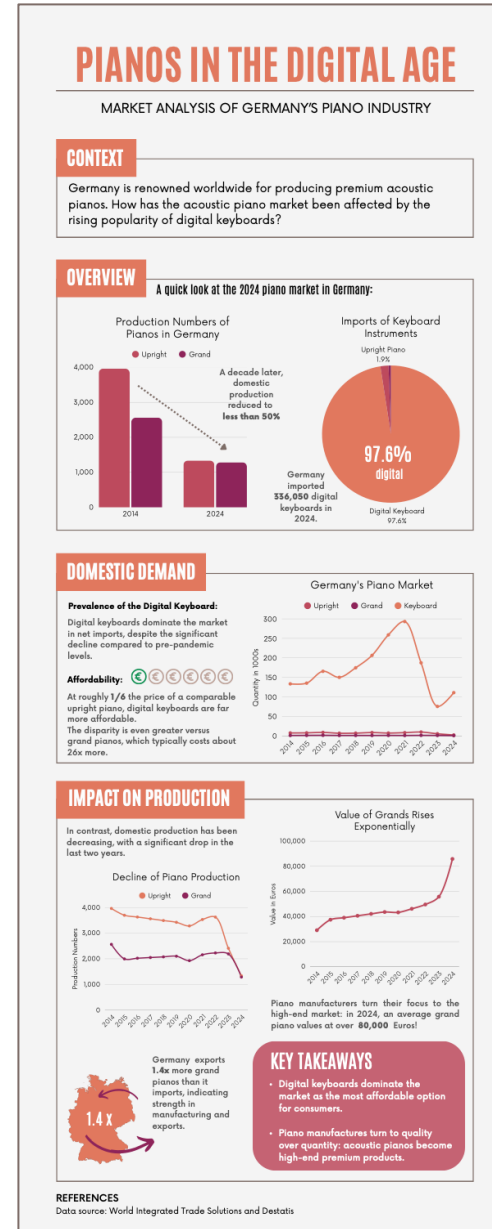 PIANOS IN THE DIGITAL AGE
MARKET ANALYSIS OF GERMANY'S PIANO INDUSTRY
CONTEXT
Germany is renowned worldwide for producing premium acoustic
pianos. How has the acoustic piano market been affected by the
rising popularity of digital keyboards?
OVERVIEW
A quick look at the 2024 piano market in Germany:
Production Numbers of
Pianos in Germany
Upright Grand
4,000
3,000
2,000
1,000
0
2014 2024
A decade later,
domestic
production
reduced to
less than 50%
Imports of Keyboard
Instruments
Upright Piano
1.9%
97.6%
digital
Digital Keyboard
97.6%
Germany
imported
336,050 digital
keyboards in
2024.
DOMESTIC DEMAND
Prevalence of the Digital Keyboard:
Digital keyboards dominate the market
in net imports, despite the significant
decline compared to pre-pandemic
levels.
Affordability: € € € € € €
At roughly 1/6 the price of a comparable
upright piano, digital keyboards are far
more affordable.
The disparity is even greater versus
grand pianos, which typically costs about
26x more.
Germany's Piano Market
Upright Grand Keyboard
Quantity in 1000s
300
250
200
150
100
50
0
2014 2015 2016 2017 2018 2019 2020 2021 2022 2023 2024
IMPACT ON PRODUCTION
In contrast, domestic production has been
decreasing, with a significant drop in the
last two years.
Decline of Piano Production
Upright Grand
Production Numbers
4,000
3,000
2,000
1,000
0
2014 2015 2016 2017 2018 2019 2020 2021 2022 2023 2024
Value of Grands Rises
Exponentially
Value in Euros
100,000
80,000
60,000
40,000
20,000
0
2014 2015 2016 2017 2018 2019 2020 2021 2022 2023 2024
Piano manufacturers turn their focus to the
high-end market: in 2024, an average grand
piano values at over 80,000 Euros!
1.4 x
Germany exports
1.4x more grand
pianos than it
imports, indicating
strength in
manufacturing and
exports.
KEY TAKEAWAYS
• Digital keyboards dominate the
market as the most affordable option
for consumers.
• Piano manufactures turn to quality
over quantity: acoustic pianos become
high-end premium products.
REFERENCES
Data source: World Integrated Trade Solutions and Destatis